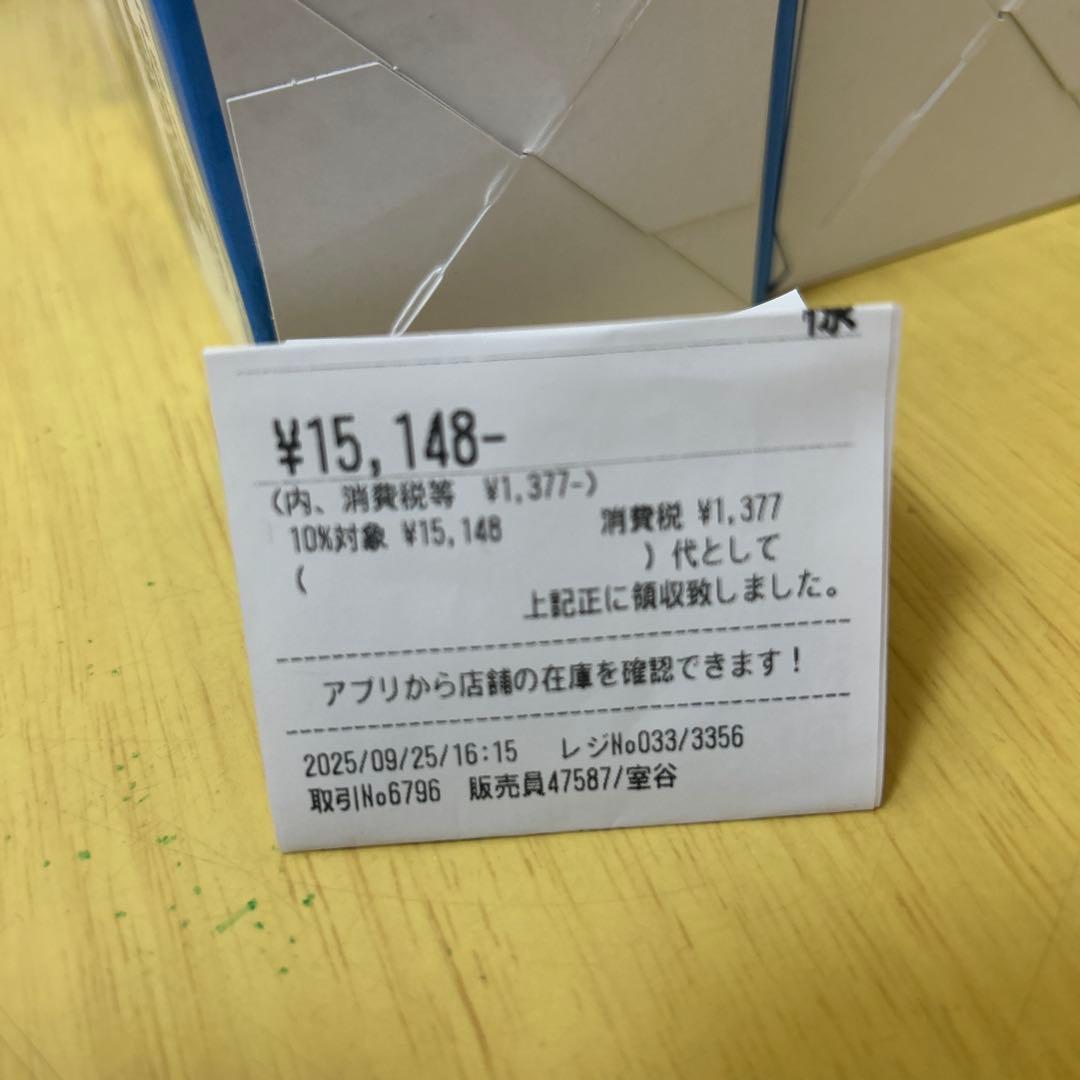 様
¥15,148-
(内、消費税等 ¥1,377-)
10%対象 ¥15,148 消費税 ¥1,377
( )代として
上記正に領収致しました。
アプリから店舗の在庫を確認できます!
2025/09/25/16:15 レジNo033/3356
取引No6796 販売員47587/室谷